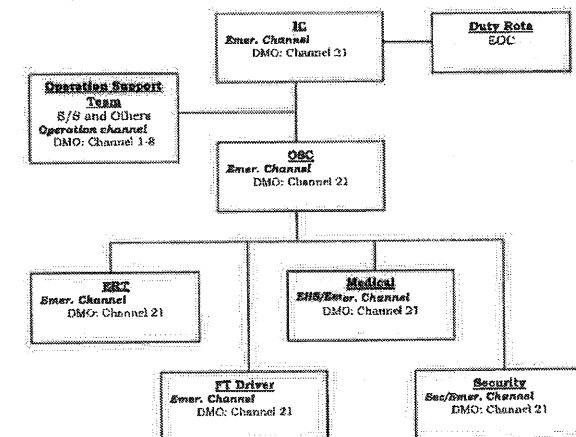 IC
Emer. Channel
DMO: Channel 21
Duty Rota
EOC
Operation Support
Team
S/S and Others
Operation channel
DMO: Channel 1-8
OSC
Emer. Channel
DMO: Channel 21
ERT
Emer. Channel
DMO: Channel 21
Medical
EHS/Emer. Channel
DMO: Channel 21
FT Driver
Emer. Channel
DMO: Channel 21
Security
Sec/Emer. Channel
DMO: Channel 21